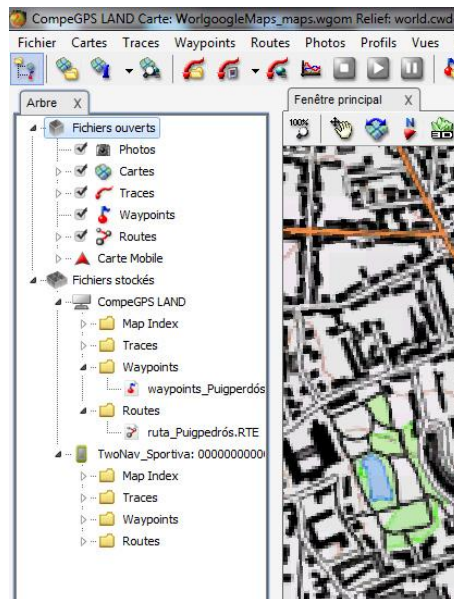 CompeGPS LAND Carte: WorlgoogleMaps_maps.wgom Relief: world.cwd
Fichier Cartes Traces Waypoints Routes Photos Profils Vues
Arbre X
Fenêtre principal X
100%
N
3D
Fichiers ouverts
Photos
Cartes
Traces
Waypoints
Routes
Carte Mobile
Fichiers stockés
CompeGPS LAND
Map Index
Traces
Waypoints
waypoints_Puigperdós
Routes
ruta_Puigpedrós.RTE
TwoNav_Sportiva: 00000000000
Map Index
Traces
Waypoints
Routes